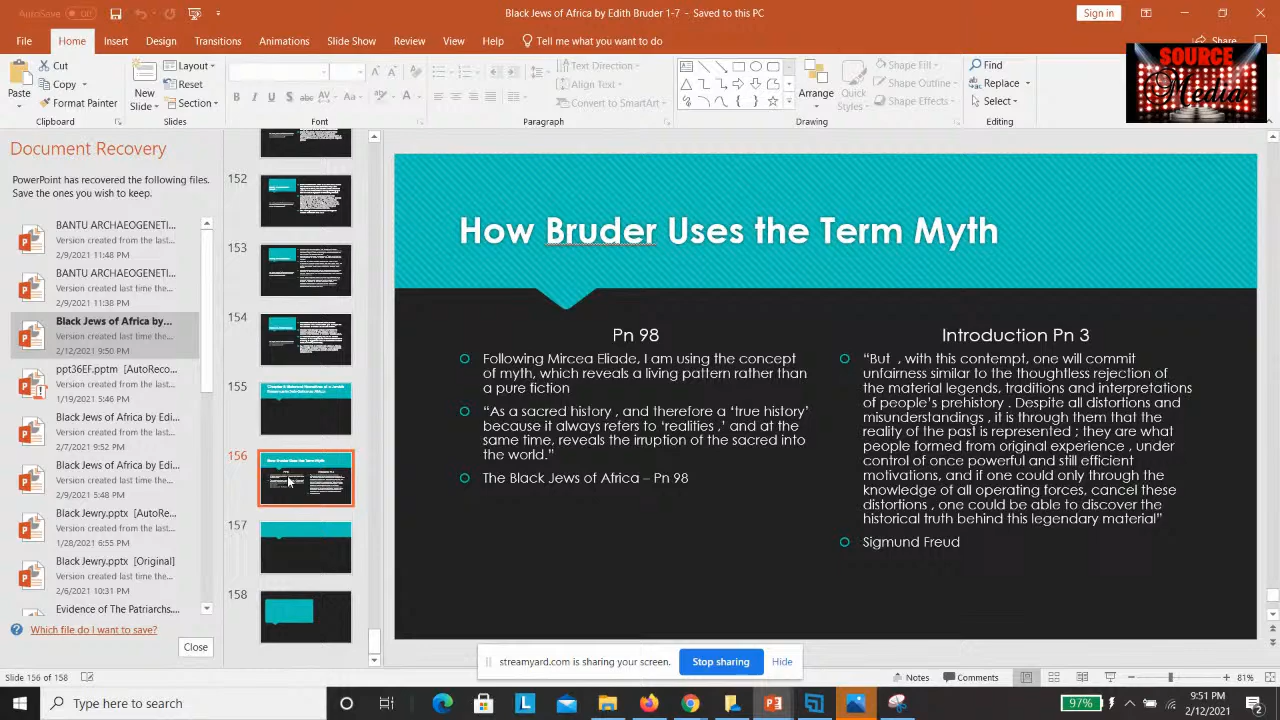 AutoSave Off
Black Jews of Africa by Edith Bruder 1-7 - Saved to this PC
Sign in
File Home Insert Design Transitions Animations Slide Show Review View Help Tell me what you want to do
Share
SOURCE
Media
Paste
Cut
Copy
Format Painter
Clipboard
New
Slide
Layout
Reset
Section
Slides
Font
Text Direction
Align Text
Convert to SmartArt
Paragraph
Arrange
Quick
Styles
Shape Fill
Shape Outline
Shape Effects
Drawing
Find
Replace
Select
Editing
Document Recovery
PowerPoint has recovered the following files.
Save the ones you wish to keep.
BANTU ARCHAEOGENETI...
Version created from the last...
2/9/2021 11:48 PM
BANTU ARCHAEOGENETI...
Version created last time the...
2/9/2021 11:38 PM
Black Jews of Africa by...
Version created from the last...
2/12/2021 9:50 PM
ppt36EF.pptm [AutoReco...
Version created from the last...
1/19/2021 5:46 PM
Black Jews of Africa by Edi...
Version created from the last...
2/7/2021 9:52 PM
Black Jews of Africa by Edi...
Version created last time the...
2/6/2021 5:48 PM
Black Jewry.pptx [AutoRe...
Version created from the last...
1/28/2021 6:55 PM
Black Jewry.pptx [Original]
Version created last time the...
2/6/2021 10:31 PM
Evidence of The Patriarchs....
Version created last time the...
Which file do I want to save?
Close
152
153
154
155
156
157
158
How Bruder Uses the Term Myth
Pn 98
Following Mircea Eliade, I am using the concept
of myth, which reveals a living pattern rather than
a pure fiction
“As a sacred history , and therefore a ‘true history’
because it always refers to ‘realities ,’ and at the
same time, reveals the irruption of the sacred into
the world.”
The Black Jews of Africa – Pn 98
Introduction Pn 3
“But , with this contempt, one will commit
unfairness similar to the thoughtless rejection of
the material legends, traditions and interpretations
of people’s prehistory . Despite all distortions and
misunderstandings , it is through them that the
reality of the past is represented ; they are what
people formed from original experience , under
control of once powerful and still efficient
motivations, and if one could only through the
knowledge of all operating forces, cancel these
distortions , one could be able to discover the
historical truth behind this legendary material”
Sigmund Freud
streamyard.com is sharing your screen.
Stop sharing
Hide
Slide 156 of 158
Notes
Comments
81%
Type here to search
97%
9:51 PM
2/12/2021
2